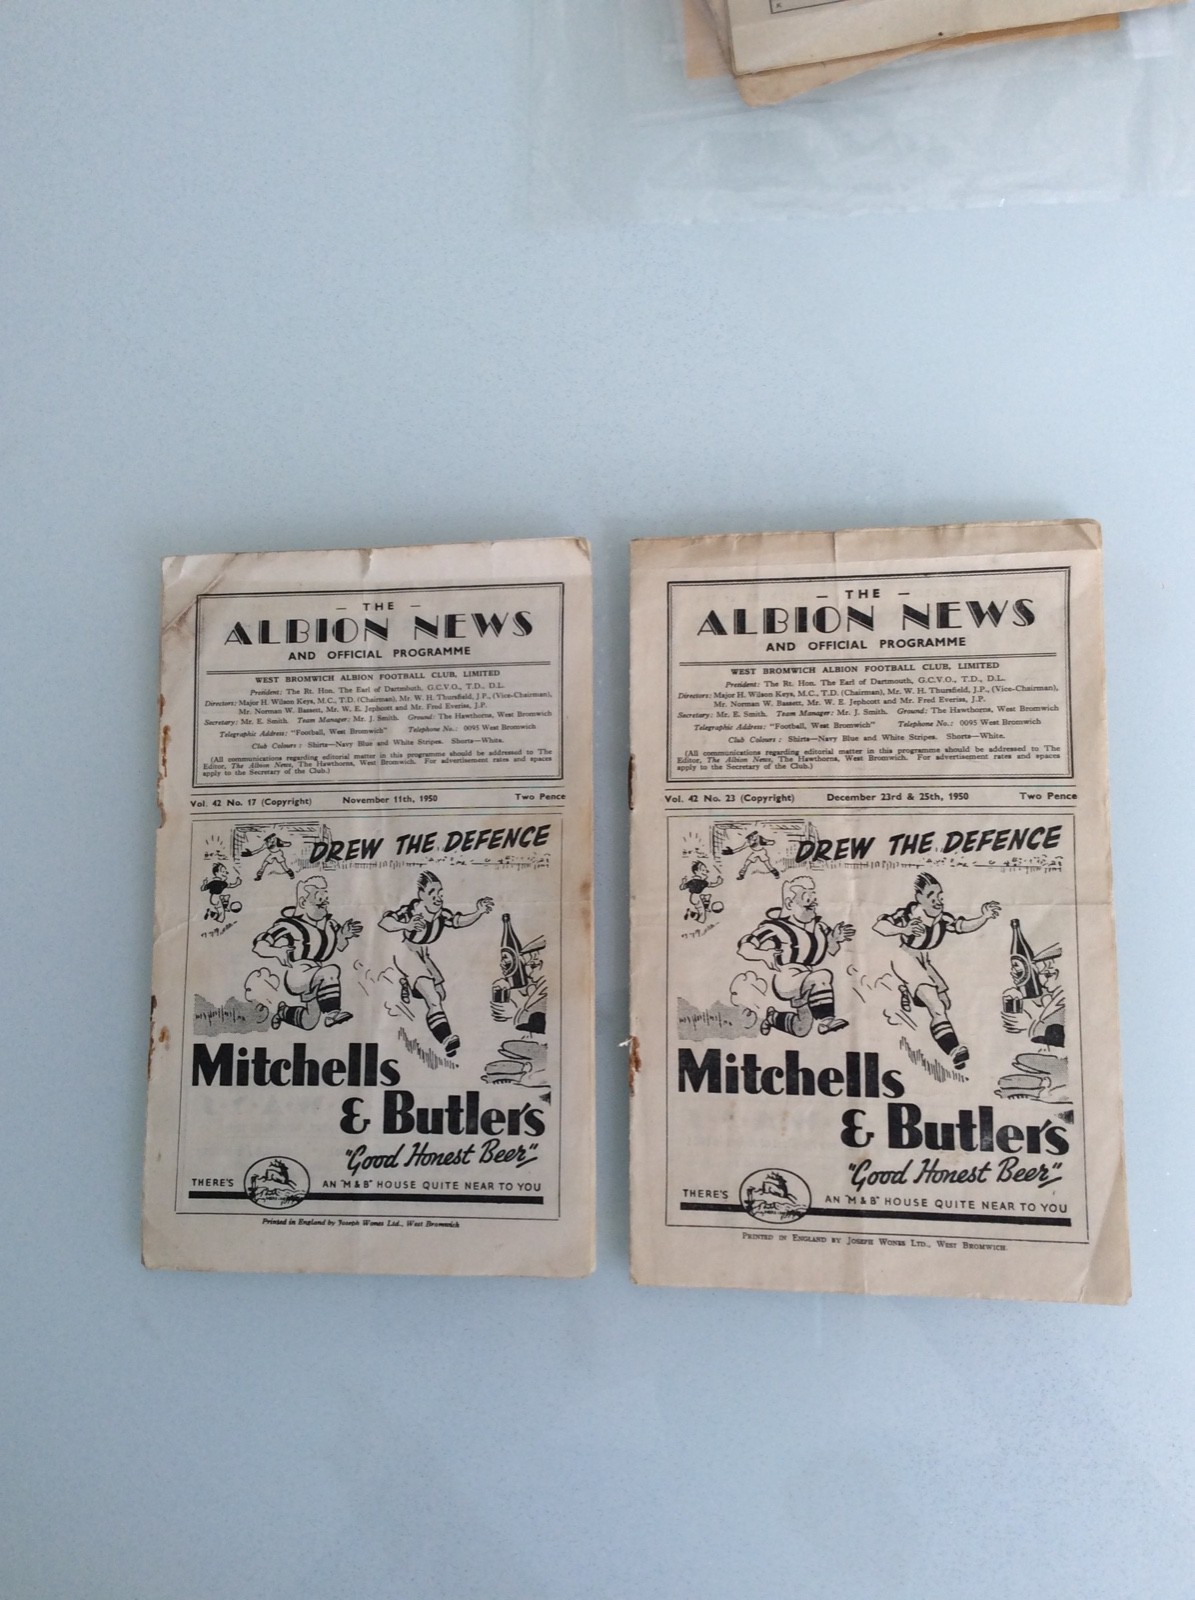 — THE —
ALBION NEWS
AND OFFICIAL PROGRAMME
WEST BROMWICH ALBION FOOTBALL CLUB, LIMITED
President: The Rt. Hon. The Earl of Dartmouth, G.C.V.O., T.D., D.L.
Directors: Major H. Wilson Keys, M.C., T.D. (Chairman), Mr. W. H. Thursfield, J.P., (Vice-Chairman),
Mr. Norman W. Bassett, Mr. W. E. Jephcott and Mr. Fred Everiss, J.P.
Secretary: Mr. E. Smith. Team Manager: Mr. J. Smith. Ground: The Hawthorns, West Bromwich
Telegraphic Address: "Football, West Bromwich" Telephone No.: 0095 West Bromwich
Club Colours: Shirts—Navy Blue and White Stripes. Shorts—White.
(All communications regarding editorial matter in this programme should be addressed to The
Editor, The Albion News, The Hawthorns, West Bromwich. For advertisement rates and spaces
apply to the Secretary of the Club.)
Vol. 42 No. 17 (Copyright) November 11th, 1950 Two Pence
DREW THE DEFENCE
Mitchells
& Butler's
"Good Honest Beer"
THERE'S AN "M & B" HOUSE QUITE NEAR TO YOU
Printed in England by Joseph Wones Ltd., West Bromwich
— THE —
ALBION NEWS
AND OFFICIAL PROGRAMME
WEST BROMWICH ALBION FOOTBALL CLUB, LIMITED
President: The Rt. Hon. The Earl of Dartmouth, G.C.V.O., T.D., D.L.
Directors: Major H. Wilson Keys, M.C., T.D. (Chairman), Mr. W. H. Thursfield, J.P., (Vice-Chairman),
Mr. Norman W. Bassett, Mr. W. E. Jephcott and Mr. Fred Everiss, J.P.
Secretary: Mr. E. Smith. Team Manager: Mr. J. Smith. Ground: The Hawthorns, West Bromwich
Telegraphic Address: "Football, West Bromwich" Telephone No.: 0095 West Bromwich
Club Colours: Shirts—Navy Blue and White Stripes. Shorts—White.
(All communications regarding editorial matter in this programme should be addressed to The
Editor, The Albion News, The Hawthorns, West Bromwich. For advertisement rates and spaces
apply to the Secretary of the Club.)
Vol. 42 No. 23 (Copyright) December 23rd & 25th, 1950 Two Pence
DREW THE DEFENCE
Mitchells
& Butler's
"Good Honest Beer"
THERE'S AN "M & B" HOUSE QUITE NEAR TO YOU
PRINTED IN ENGLAND BY JOSEPH WONES LTD., WEST BROMWICH.